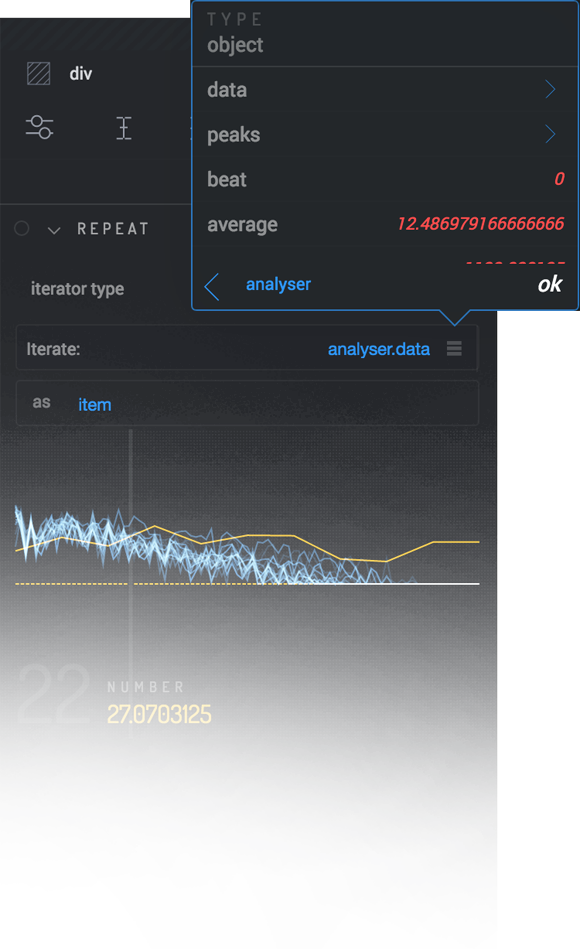 TYPE
object
data
peaks
beat 0
average 12.486979166666666
analyser ok
div
REPEAT
iterator type
Iterate: analyser.data
as item
22
NUMBER
27.0703125